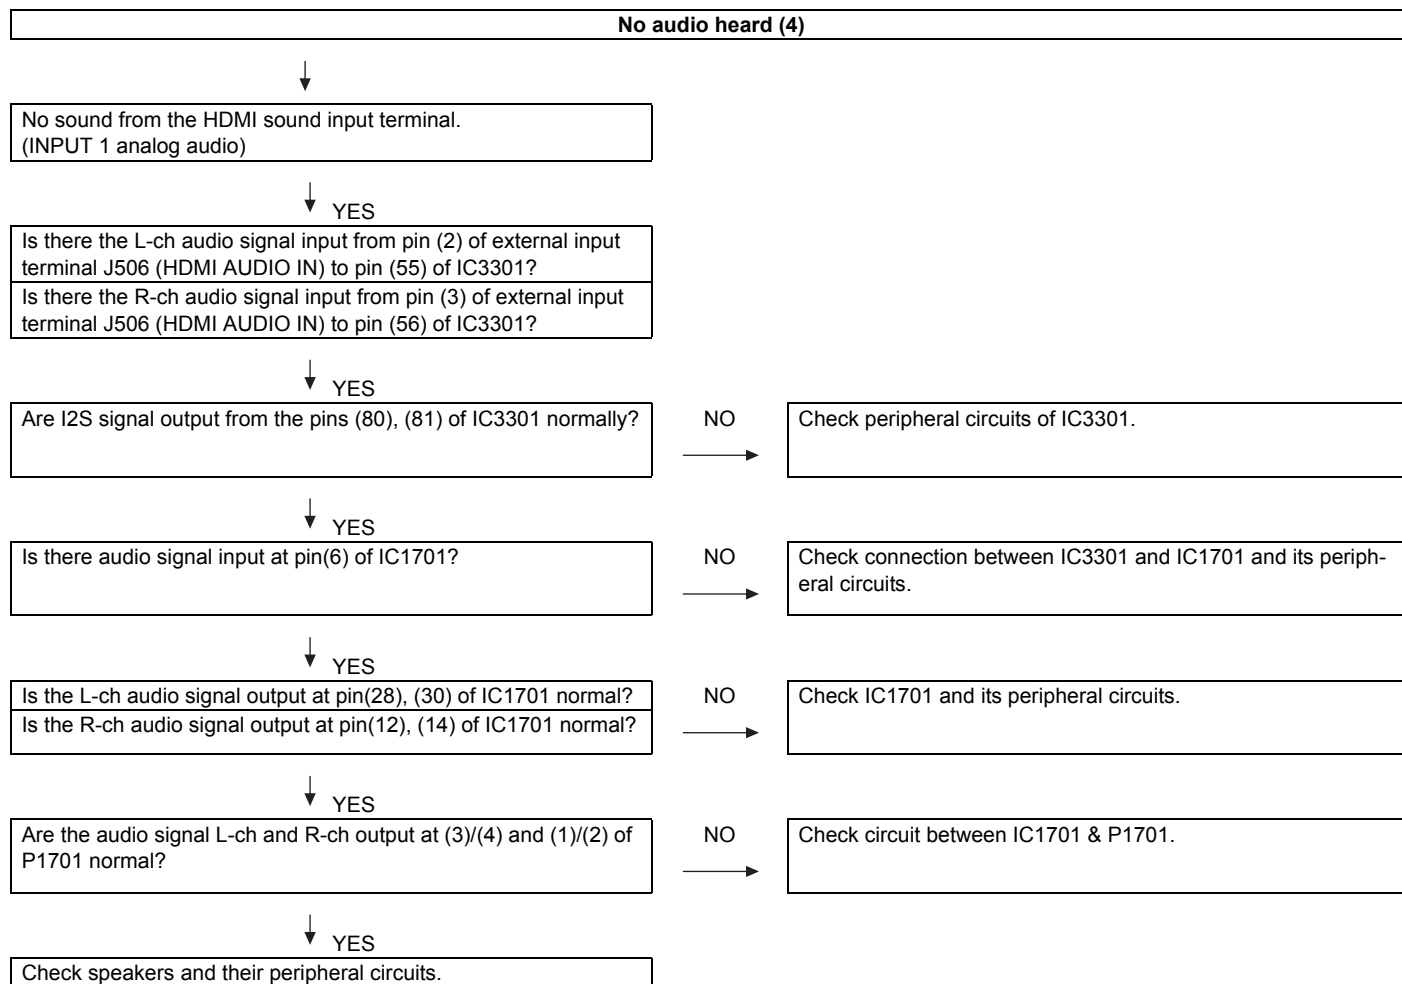 No audio heard (4)
No sound from the HDMI sound input terminal.
(INPUT 1 analog audio)
YES
Is there the L-ch audio signal input from pin (2) of external input
terminal J506 (HDMI AUDIO IN) to pin (55) of IC3301?
Is there the R-ch audio signal input from pin (3) of external input
terminal J506 (HDMI AUDIO IN) to pin (56) of IC3301?
YES
Are I2S signal output from the pins (80), (81) of IC3301 normally?
NO
Check peripheral circuits of IC3301.
YES
Is there audio signal input at pin(6) of IC1701?
NO
Check connection between IC3301 and IC1701 and its periph-
eral circuits.
YES
Is the L-ch audio signal output at pin(28), (30) of IC1701 normal?
Is the R-ch audio signal output at pin(12), (14) of IC1701 normal?
NO
Check IC1701 and its peripheral circuits.
YES
Are the audio signal L-ch and R-ch output at (3)/(4) and (1)/(2) of
P1701 normal?
NO
Check circuit between IC1701 & P1701.
YES
Check speakers and their peripheral circuits.